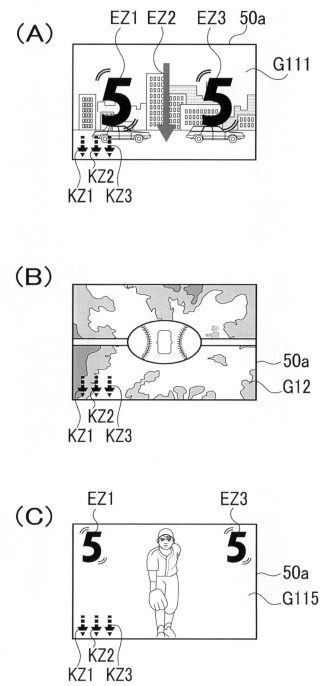 (A)
EZ1 EZ2 EZ3 50a
G111
5 5
KZ1 KZ2 KZ3
(B)
50a
G12
KZ1 KZ2 KZ3
(C)
EZ1 EZ3
5 5
50a
G115
KZ1 KZ2 KZ3